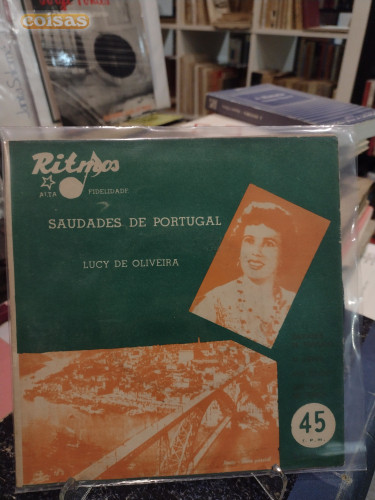 coisas
Ritmos
ALTA FIDELIDADE
SAUDADES DE PORTUGAL
LUCY DE OLIVEIRA
45
r.p.m.